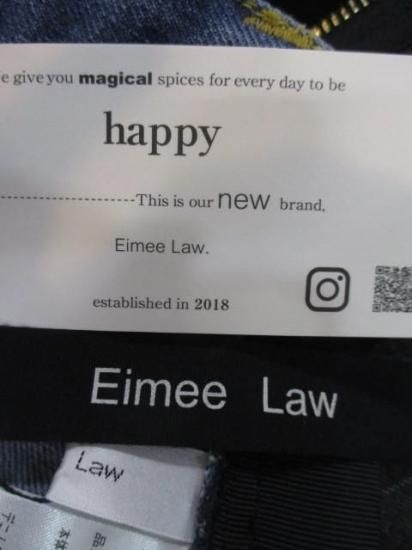 e give you magical spices for every day to be
happy
This is our new brand,
Eimee Law.
established in 2018
Eimee Law
Law
品